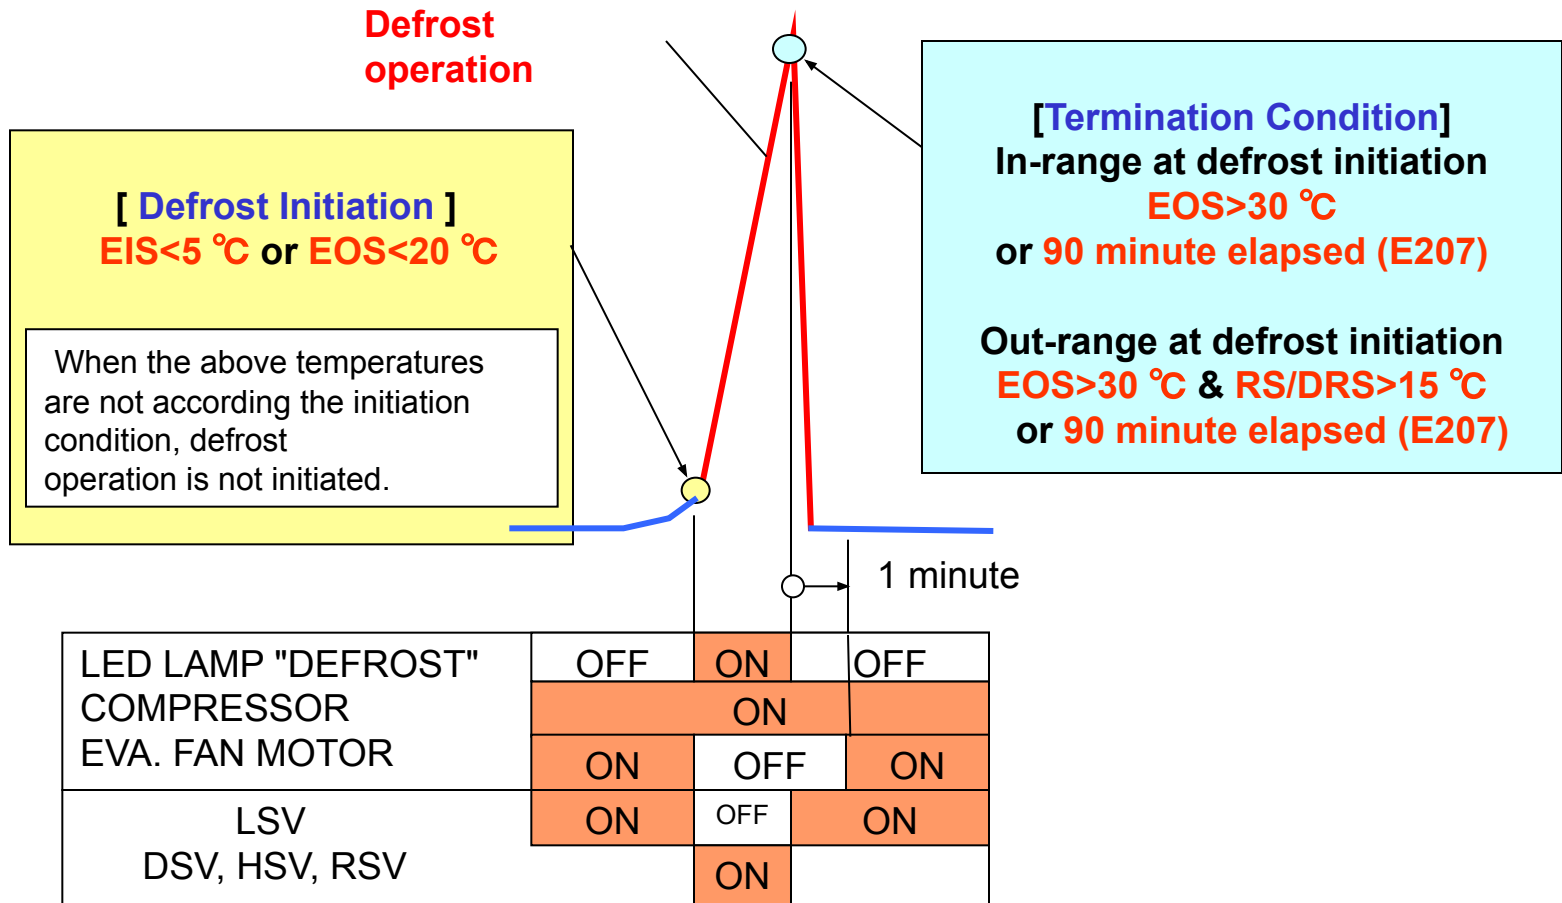 Defrost
operation
[ Defrost Initiation ]
EIS<5 ℃ or EOS<20 ℃
When the above temperatures
are not according the initiation
condition, defrost
operation is not initiated.
[Termination Condition]
In-range at defrost initiation
EOS>30 ℃
or 90 minute elapsed (E207)
Out-range at defrost initiation
EOS>30 ℃ & RS/DRS>15 ℃
or 90 minute elapsed (E207)
1 minute
LED LAMP "DEFROST" OFF ON OFF
COMPRESSOR ON
EVA. FAN MOTOR ON OFF ON
LSV ON OFF ON
DSV, HSV, RSV ON